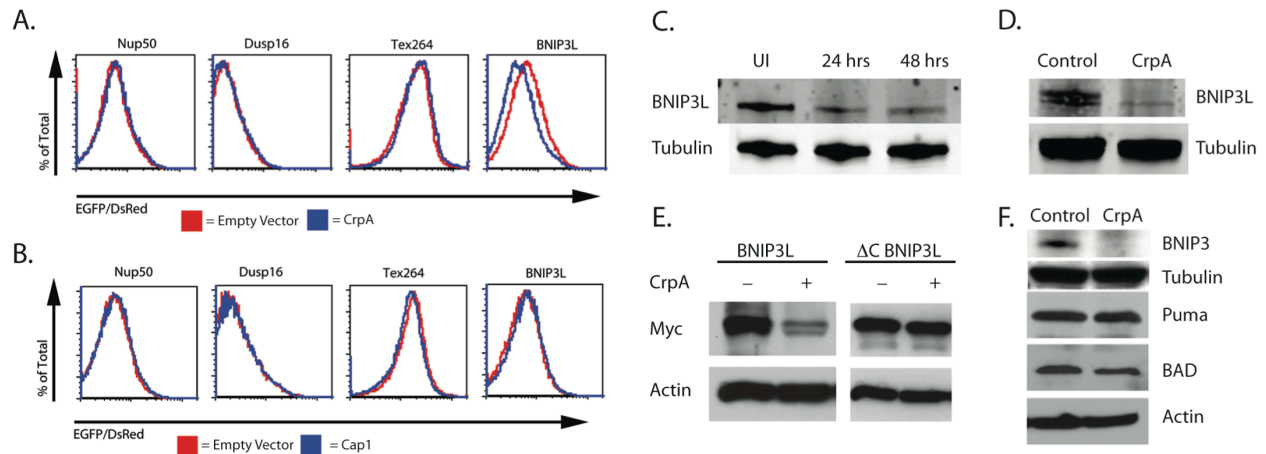 A.
Nup50
Dusp16
Tex264
BNIP3L
% of Total
EGFP/DsRed
= Empty Vector
= CrpA
B.
Nup50
Dusp16
Tex264
BNIP3L
% of Total
EGFP/DsRed
= Empty Vector
= Cap1
C.
UI 24 hrs 48 hrs
BNIP3L
Tubulin
D.
Control CrpA
BNIP3L
Tubulin
E.
BNIP3L ΔC BNIP3L
CrpA − + − +
Myc
Actin
F.
Control CrpA
BNIP3
Tubulin
Puma
BAD
Actin